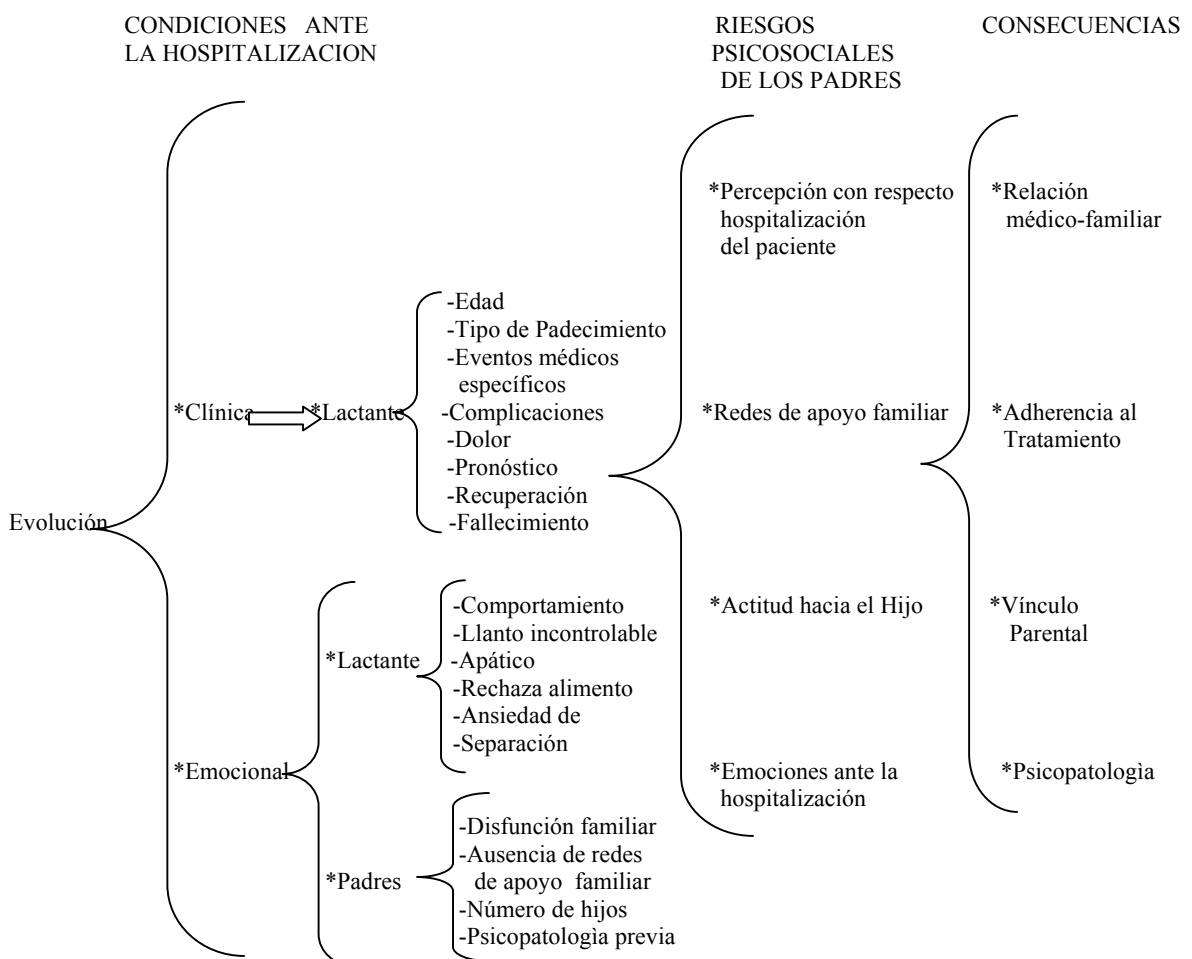 CONDICIONES ANTE
LA HOSPITALIZACION
RIESGOS
PSICOSOCIALES
DE LOS PADRES
CONSECUENCIAS
Evolución
*Clínica
*Lactante
-Edad
-Tipo de Padecimiento
-Eventos médicos
específicos
-Complicaciones
-Dolor
-Pronóstico
-Recuperación
-Fallecimiento
*Emocional
*Lactante
-Comportamiento
-Llanto incontrolable
-Apático
-Rechaza alimento
-Ansiedad de
-Separación
*Padres
-Disfunción familiar
-Ausencia de redes
de apoyo familiar
-Número de hijos
-Psicopatologìa previa
*Percepción con respecto
hospitalización
del paciente
*Redes de apoyo familiar
*Actitud hacia el Hijo
*Emociones ante la
hospitalización
*Relación
médico-familiar
*Adherencia al
Tratamiento
*Vínculo
Parental
*Psicopatologìa